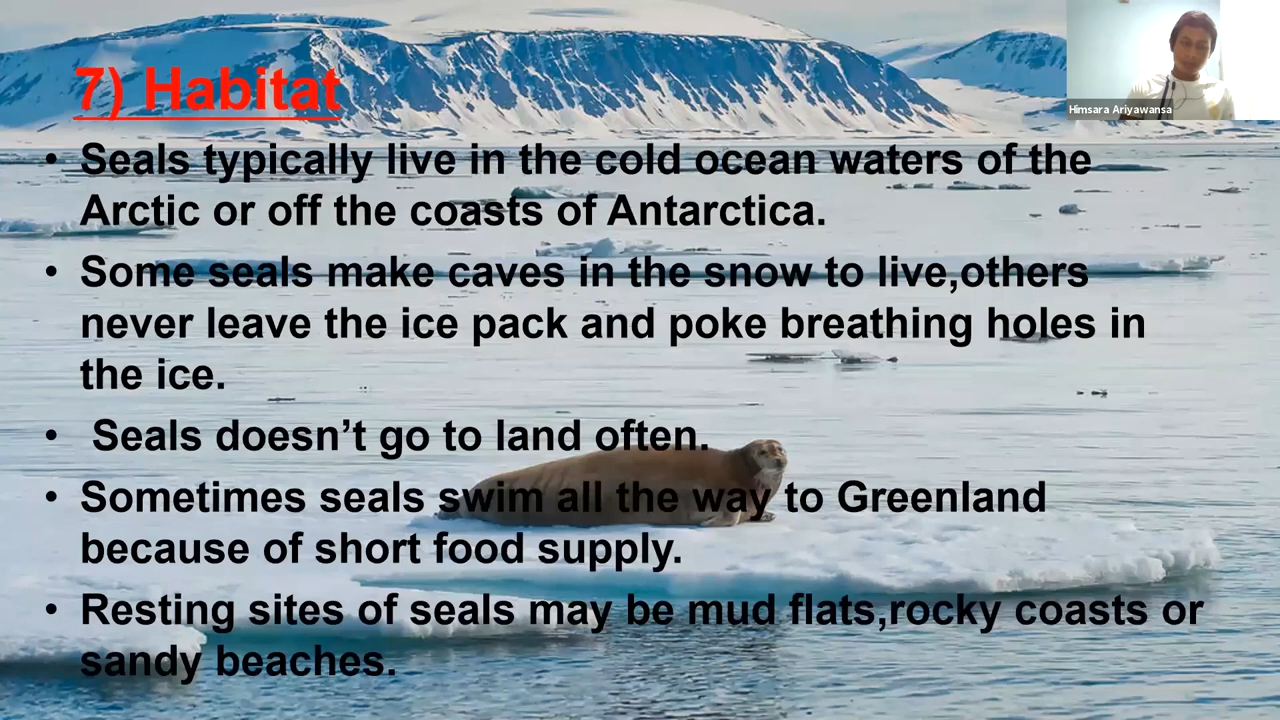 7) Habitat
Himsara Ariyawansa
• Seals typically live in the cold ocean waters of the
Arctic or off the coasts of Antarctica.
• Some seals make caves in the snow to live,others
never leave the ice pack and poke breathing holes in
the ice.
• Seals doesn’t go to land often.
• Sometimes seals swim all the way to Greenland
because of short food supply.
• Resting sites of seals may be mud flats,rocky coasts or
sandy beaches.